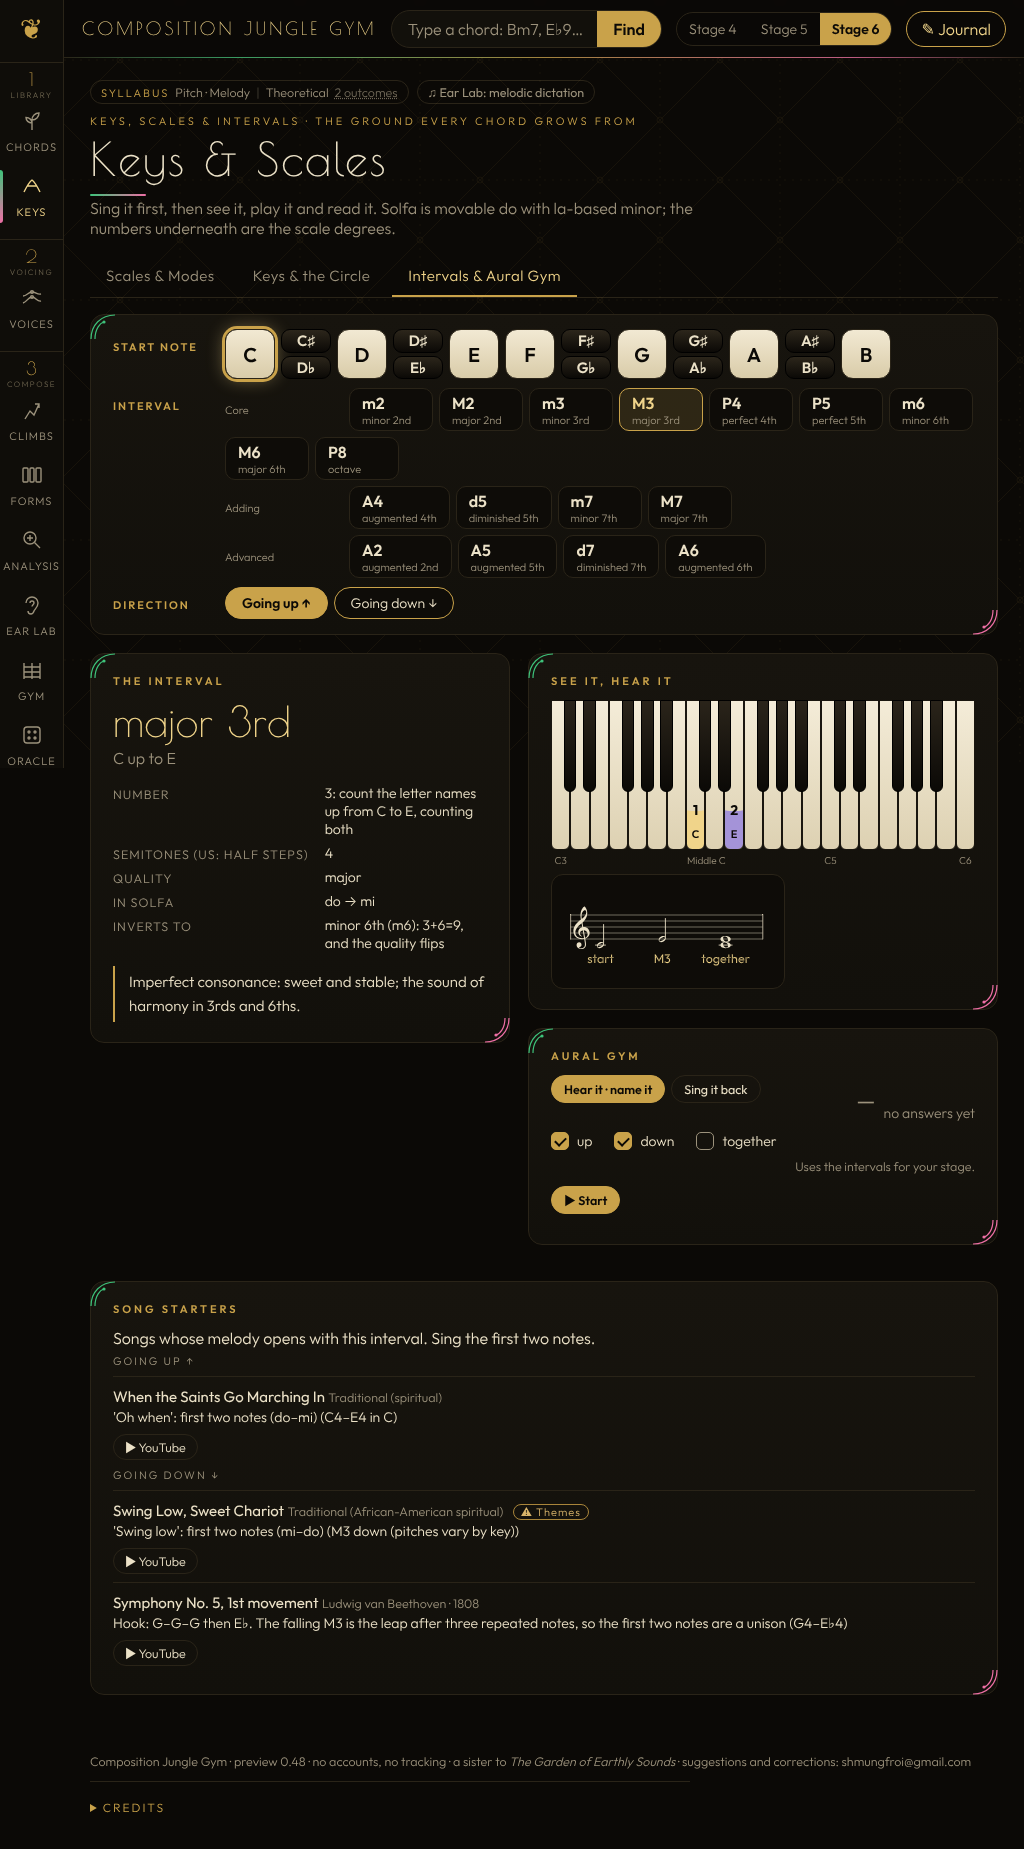 COMPOSITION JUNGLE GYM
Type a chord: Bm7, E♭9…
Find
Stage 4
Stage 5
Stage 6
✎ Journal
1
LIBRARY
CHORDS
KEYS
2
VOICING
VOICES
3
COMPOSE
CLIMBS
FORMS
ANALYSIS
EAR LAB
GYM
ORACLE
SYLLABUS Pitch · Melody | Theoretical 2 outcomes
♫ Ear Lab: melodic dictation
KEYS, SCALES & INTERVALS · THE GROUND EVERY CHORD GROWS FROM
Keys & Scales
Sing it first, then see it, play it and read it. Solfa is movable do with la-based minor; the
numbers underneath are the scale degrees.
Scales & Modes
Keys & the Circle
Intervals & Aural Gym
START NOTE
C
C♯
D♭
D
D♯
E♭
E
F
F♯
G♭
G
G♯
A♭
A
A♯
B♭
B
INTERVAL
Core
m2
minor 2nd
M2
major 2nd
m3
minor 3rd
M3
major 3rd
P4
perfect 4th
P5
perfect 5th
m6
minor 6th
M6
major 6th
P8
octave
Adding
A4
augmented 4th
d5
diminished 5th
m7
minor 7th
M7
major 7th
Advanced
A2
augmented 2nd
A5
augmented 5th
d7
diminished 7th
A6
augmented 6th
DIRECTION
Going up ↑
Going down ↓
THE INTERVAL
major 3rd
C up to E
NUMBER
3: count the letter names
up from C to E, counting
both
SEMITONES (US: HALF STEPS)
4
QUALITY
major
IN SOLFA
do → mi
INVERTS TO
minor 6th (m6): 3+6=9,
and the quality flips
Imperfect consonance: sweet and stable; the sound of
harmony in 3rds and 6ths.
SEE IT, HEAR IT
1
C
2
E
C3
Middle C
C5
C6
start
M3
together
AURAL GYM
Hear it · name it
Sing it back
—
no answers yet
up
down
together
Uses the intervals for your stage.
▶ Start
SONG STARTERS
Songs whose melody opens with this interval. Sing the first two notes.
GOING UP ↑
When the Saints Go Marching In Traditional (spiritual)
'Oh when': first two notes (do–mi) (C4–E4 in C)
▶ YouTube
GOING DOWN ↓
Swing Low, Sweet Chariot Traditional (African-American spiritual) ⚠ Themes
'Swing low': first two notes (mi–do) (M3 down (pitches vary by key))
▶ YouTube
Symphony No. 5, 1st movement Ludwig van Beethoven · 1808
Hook: G–G–G then E♭. The falling M3 is the leap after three repeated notes, so the first two notes are a unison (G4–E♭4)
▶ YouTube
Composition Jungle Gym · preview 0.48 · no accounts, no tracking · a sister to The Garden of Earthly Sounds · suggestions and corrections: shmungfroi@gmail.com
▶ CREDITS